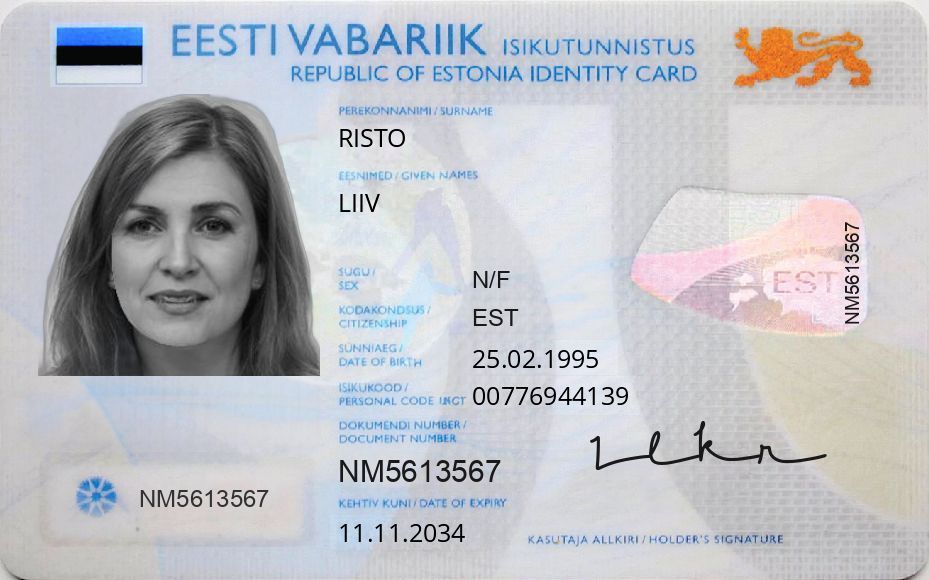 EESTI VABARIIK ISIKUTUNNISTUS
REPUBLIC OF ESTONIA IDENTITY CARD
PEREKONNANIMI / SURNAME
RISTO
EESNIMED / GIVEN NAMES
LIIV
SUGU /
SEX
N/F
KODAKONDSUS /
CITIZENSHIP
EST
SÜNNIAEG /
DATE OF BIRTH
25.02.1995
ISIKUKOOD /
PERSONAL CODE
00776944139
DOKUMENDI NUMBER /
DOCUMENT NUMBER
NM5613567
KEHTIV KUNI / DATE OF EXPIRY
11.11.2034
NM5613567
EST
NM5613567
KASUTAJA ALLKIRI / HOLDER'S SIGNATURE